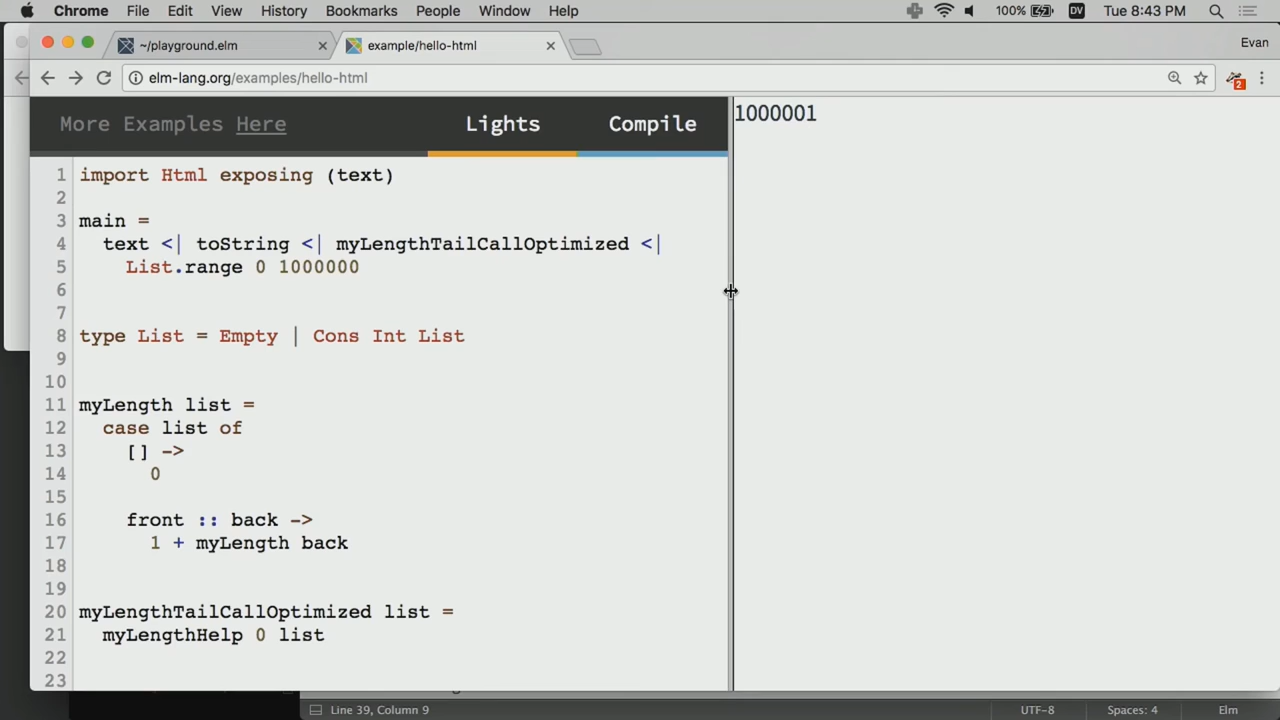 Chrome File Edit View History Bookmarks People Window Help 100% DV Tue 8:43 PM
~/playground.elm example/hello-html Evan
elm-lang.org/examples/hello-html 2
More Examples Here Lights Compile
1000001
1 import Html exposing (text)
2
3 main =
4 text <| toString <| myLengthTailCallOptimized <|
5 List.range 0 1000000
6
7
8 type List = Empty | Cons Int List
9
10
11 myLength list =
12 case list of
13 [] ->
14 0
15
16 front :: back ->
17 1 + myLength back
18
19
20 myLengthTailCallOptimized list =
21 myLengthHelp 0 list
22
23
Line 39, Column 9 UTF-8 Spaces: 4 Elm